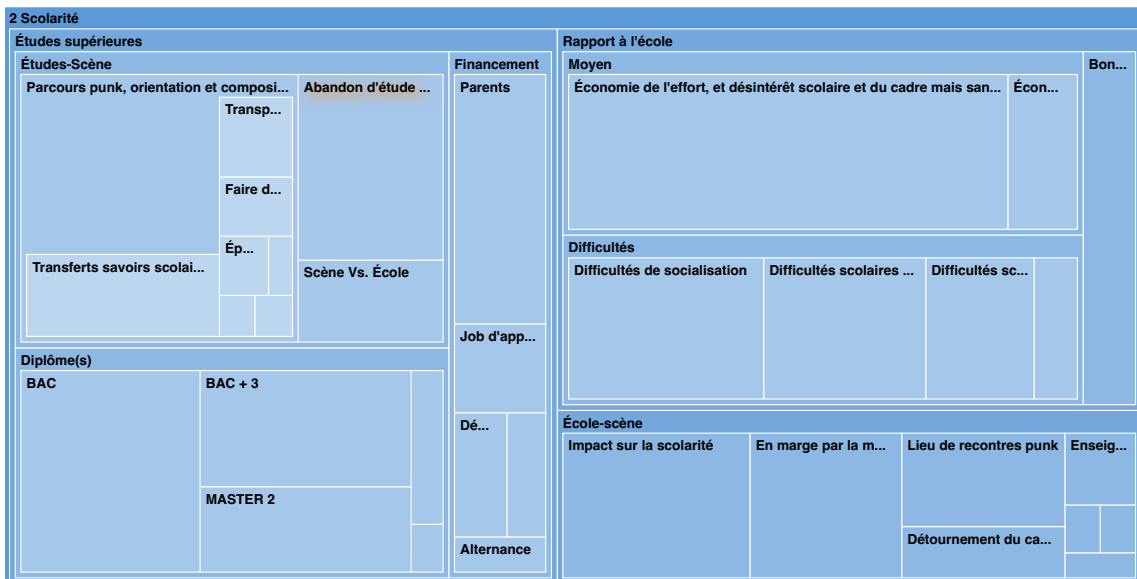 2 Scolarité
Études supérieures
Études-Scène
Parcours punk, orientation et composi...
Transp...
Faire d...
Ép...
Transferts savoirs scolai...
Abandon d'étude ...
Scène Vs. École
Financement
Parents
Job d'app...
Dé...
Alternance
Diplôme(s)
BAC
BAC + 3
MASTER 2
Rapport à l'école
Moyen
Économie de l'effort, et désintérêt scolaire et du cadre mais san...
Écon...
Bon...
Difficultés
Difficultés de socialisation
Difficultés scolaires ...
Difficultés sc...
École-scène
Impact sur la scolarité
En marge par la m...
Lieu de recontres punk
Détournement du ca...
Enseig...